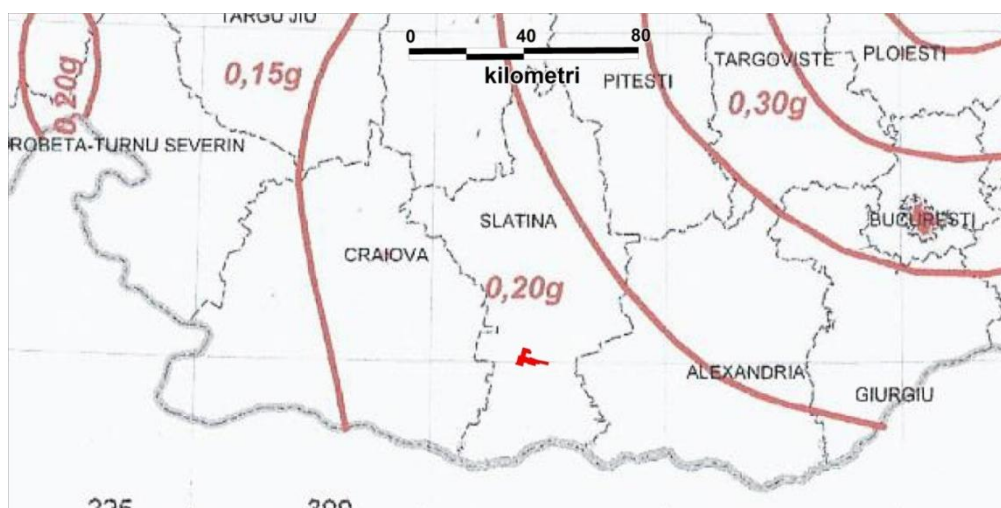 TARGU JIU
0 40 80
kilometri
0,20g
0,15g
PITESTI
TARGOVISTE
PLOIESTI
0,30g
ROBETA-TURNU SEVERIN
SLATINA
BUCURESTI
CRAIOVA
0,20g
ALEXANDRIA
GIURGIU